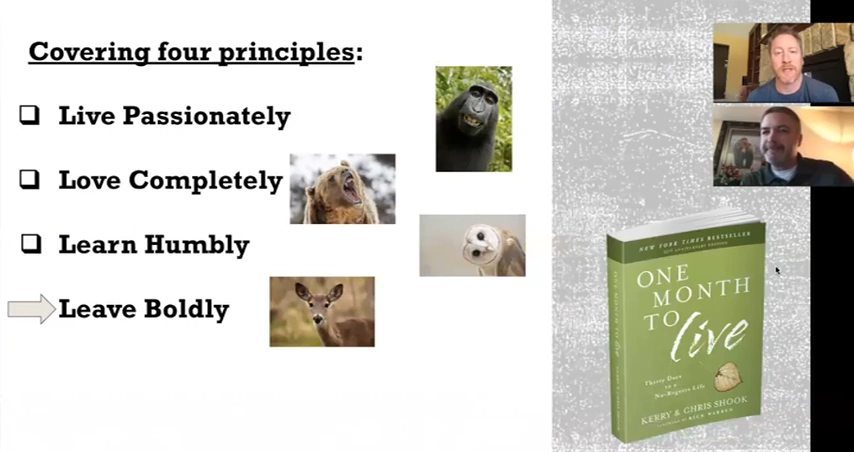 Covering four principles:
Live Passionately
Love Completely
Learn Humbly
Leave Boldly
NEW YORK TIMES BESTSELLER
ONE
MONTH
TO live
Thirty Days
to a
No-Regrets Life
KERRY & CHRIS SHOOK